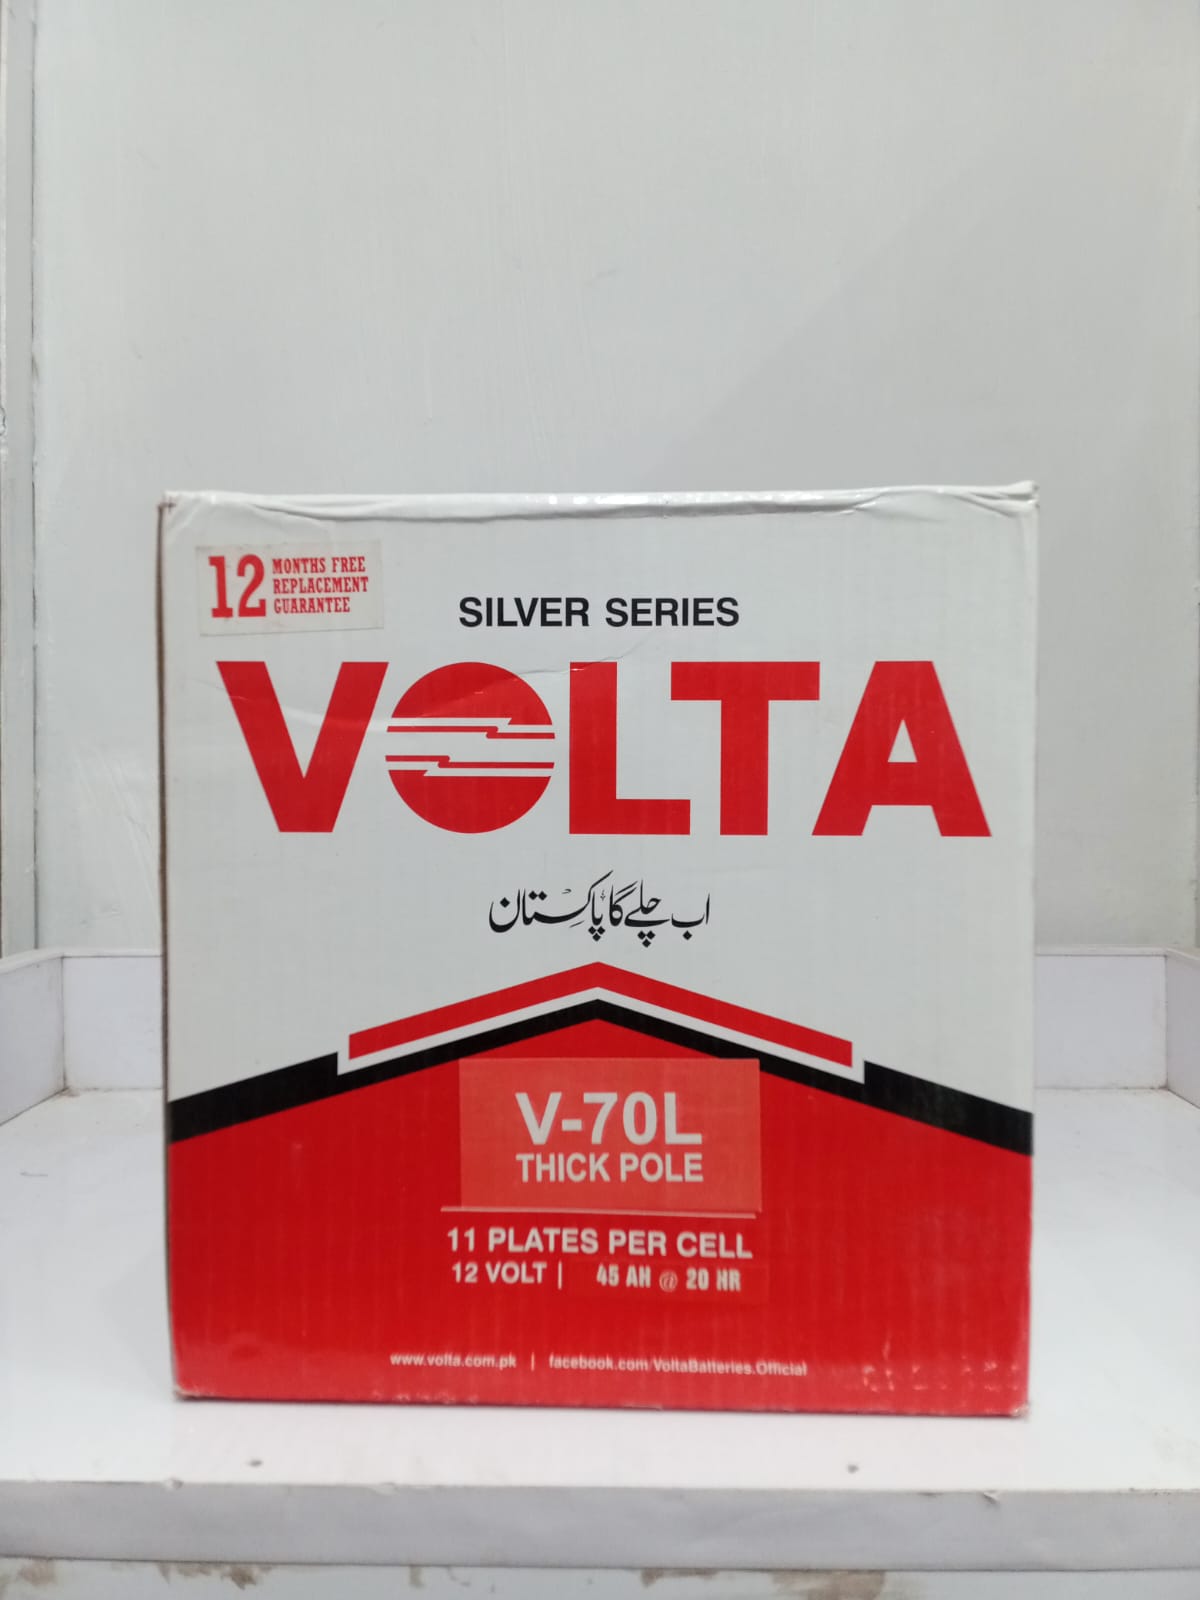 12 MONTHS FREE
REPLACEMENT
GUARANTEE
SILVER SERIES
VOLTA
اب چلے گا پاکستان
V-70L
THICK POLE
11 PLATES PER CELL
12 VOLT | 45 AH @ 20 HR
www.volta.com.pk | facebook.com/VoltaBatteries.Official